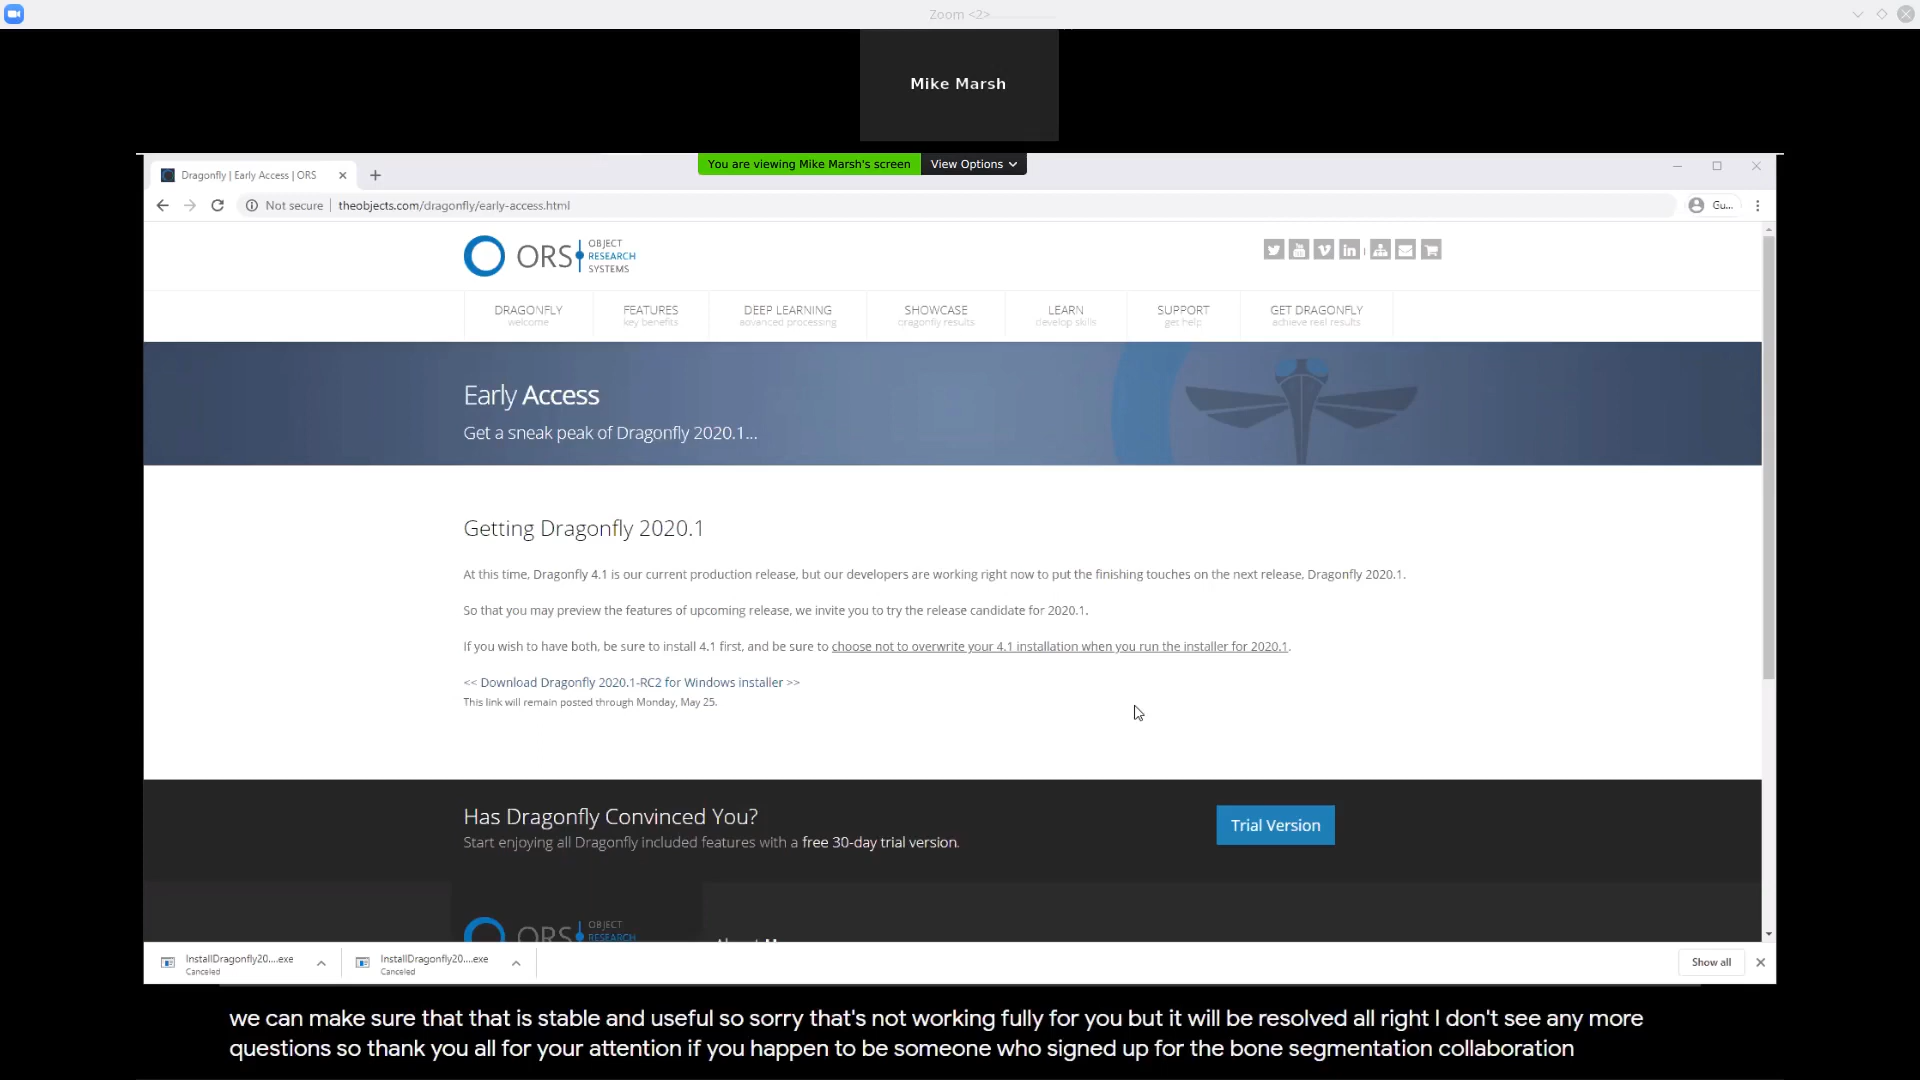 Zoom <2>
Mike Marsh
You are viewing Mike Marsh's screen View Options
Dragonfly | Early Access | ORS
Not secure theobjects.com/dragonfly/early-access.html Gu...
ORS OBJECT RESEARCH SYSTEMS
DRAGONFLY FEATURES DEEP LEARNING SHOWCASE LEARN SUPPORT GET DRAGONFLY
welcome key benefits advanced processing dragonfly results develop skills get help achieve real results
Early Access
Get a sneak peak of Dragonfly 2020.1...
Getting Dragonfly 2020.1
At this time, Dragonfly 4.1 is our current production release, but our developers are working right now to put the finishing touches on the next release, Dragonfly 2020.1.
So that you may preview the features of upcoming release, we invite you to try the release candidate for 2020.1.
If you wish to have both, be sure to install 4.1 first, and be sure to choose not to overwrite your 4.1 installation when you run the installer for 2020.1.
<< Download Dragonfly 2020.1-RC2 for Windows installer >>
This link will remain posted through Monday, May 25.
Has Dragonfly Convinced You?
Start enjoying all Dragonfly included features with a free 30-day trial version.
Trial Version
ORS OBJECT RESEARCH
InstallDragonfly20....exe InstallDragonfly20....exe Show all
Canceled Canceled
we can make sure that that is stable and useful so sorry that's not working fully for you but it will be resolved all right I don't see any more
questions so thank you all for your attention if you happen to be someone who signed up for the bone segmentation collaboration